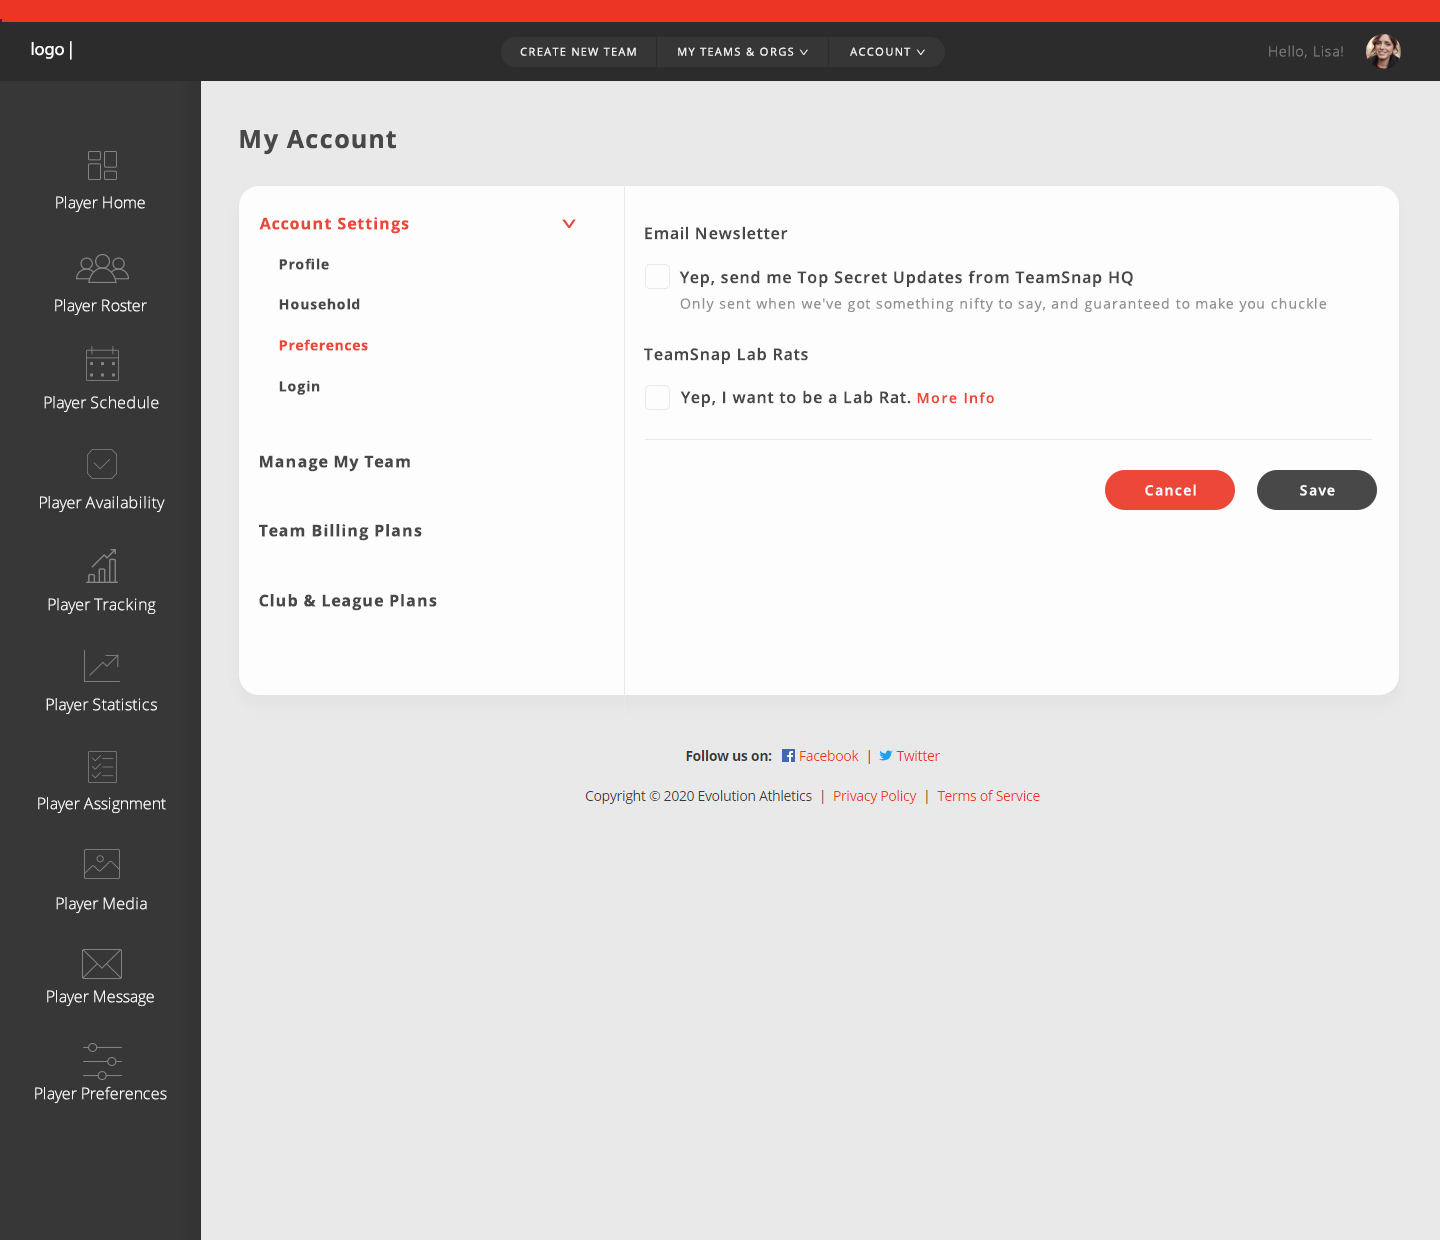 logo |
CREATE NEW TEAM
MY TEAMS & ORGS
ACCOUNT
Hello, Lisa!
Player Home
Player Roster
Player Schedule
Player Availability
Player Tracking
Player Statistics
Player Assignment
Player Media
Player Message
Player Preferences
My Account
Account Settings
Profile
Household
Preferences
Login
Manage My Team
Team Billing Plans
Club & League Plans
Email Newsletter
Yep, send me Top Secret Updates from TeamSnap HQ
Only sent when we've got something nifty to say, and guaranteed to make you chuckle
TeamSnap Lab Rats
Yep, I want to be a Lab Rat. More Info
Cancel
Save
Follow us on: Facebook | Twitter
Copyright © 2020 Evolution Athletics | Privacy Policy | Terms of Service